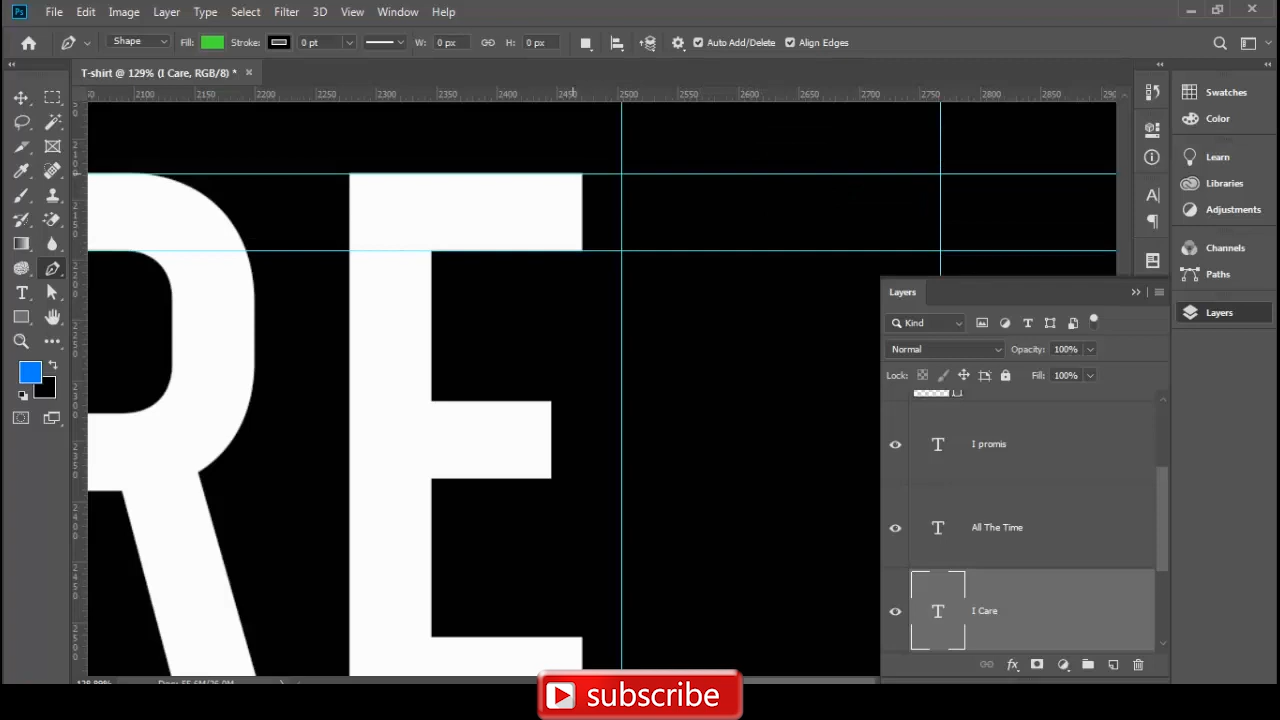 Ps File Edit Image Layer Type Select Filter 3D View Window Help
Shape Fill: Stroke: 0 pt W: 0 px H: 0 px Auto Add/Delete Align Edges
T-shirt @ 129% (I Care, RGB/8) *
2100 2150 2200 2250 2300 2350 2400 2450 2500 2550 2600 2650 2700 2750 2800 2850
RE
Swatches
Color
Learn
Libraries
Adjustments
Channels
Paths
Layers
Layers
Kind
Normal Opacity: 100%
Lock: Fill: 100%
I promis
All The Time
I Care
subscribe